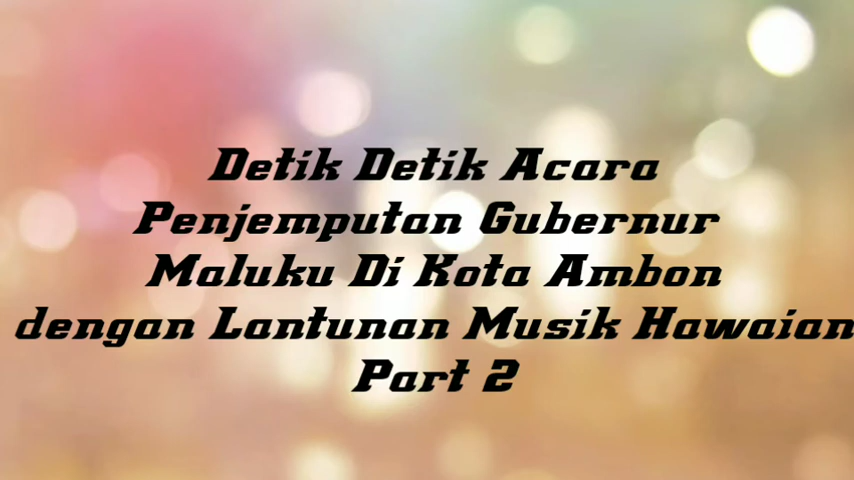 Detik Detik Acara
Penjemputan Gubernur
Maluku Di Kota Ambon
dengan Lantunan Musik Hawaian
Part 2